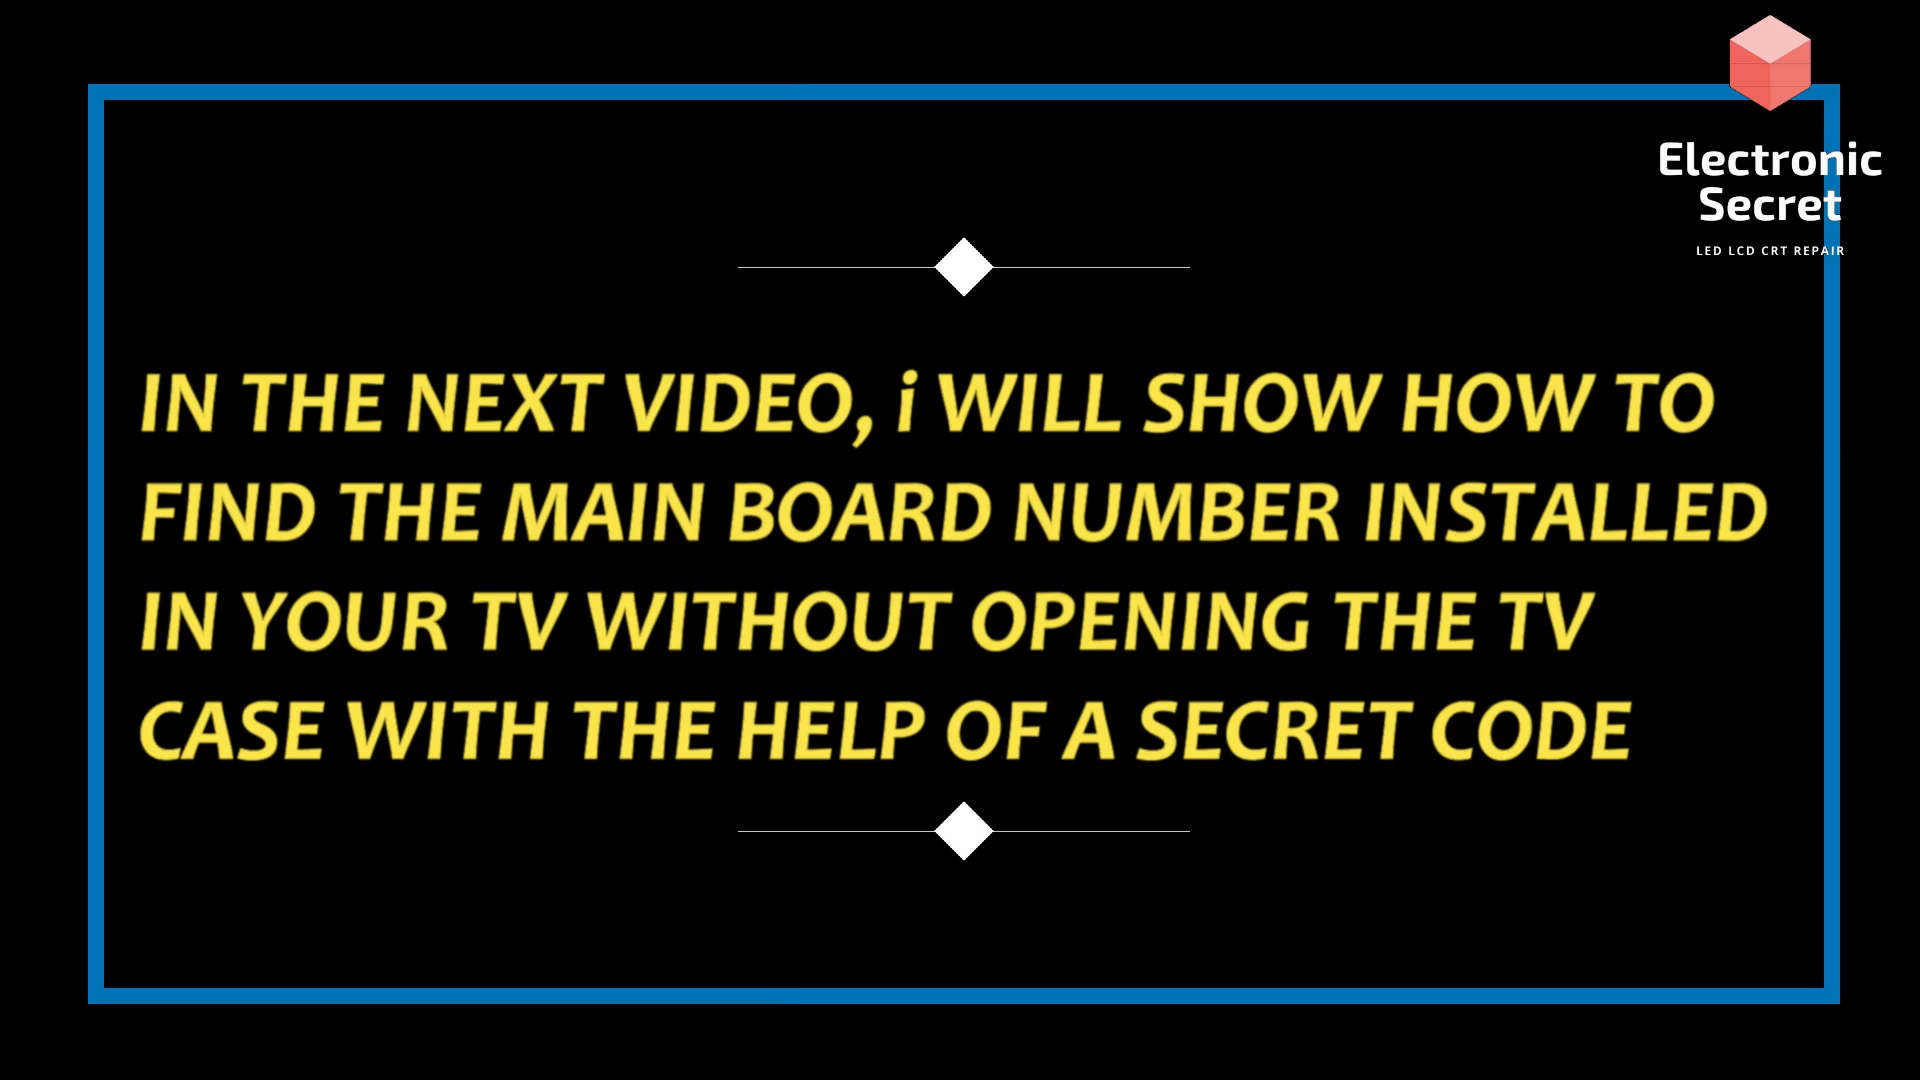 Electronic
Secret
LED LCD CRT REPAIR
IN THE NEXT VIDEO, i WILL SHOW HOW TO
FIND THE MAIN BOARD NUMBER INSTALLED
IN YOUR TV WITHOUT OPENING THE TV
CASE WITH THE HELP OF A SECRET CODE